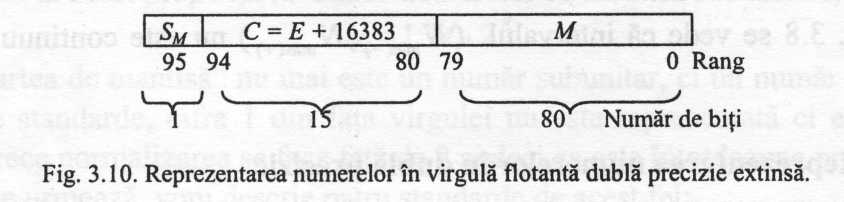 S_M C = E + 16383 M
95 94 80 79 0 Rang
1 15 80 Număr de biți
Fig. 3.10. Reprezentarea numerelor în virgulă flotantă dublă precizie extinsă.